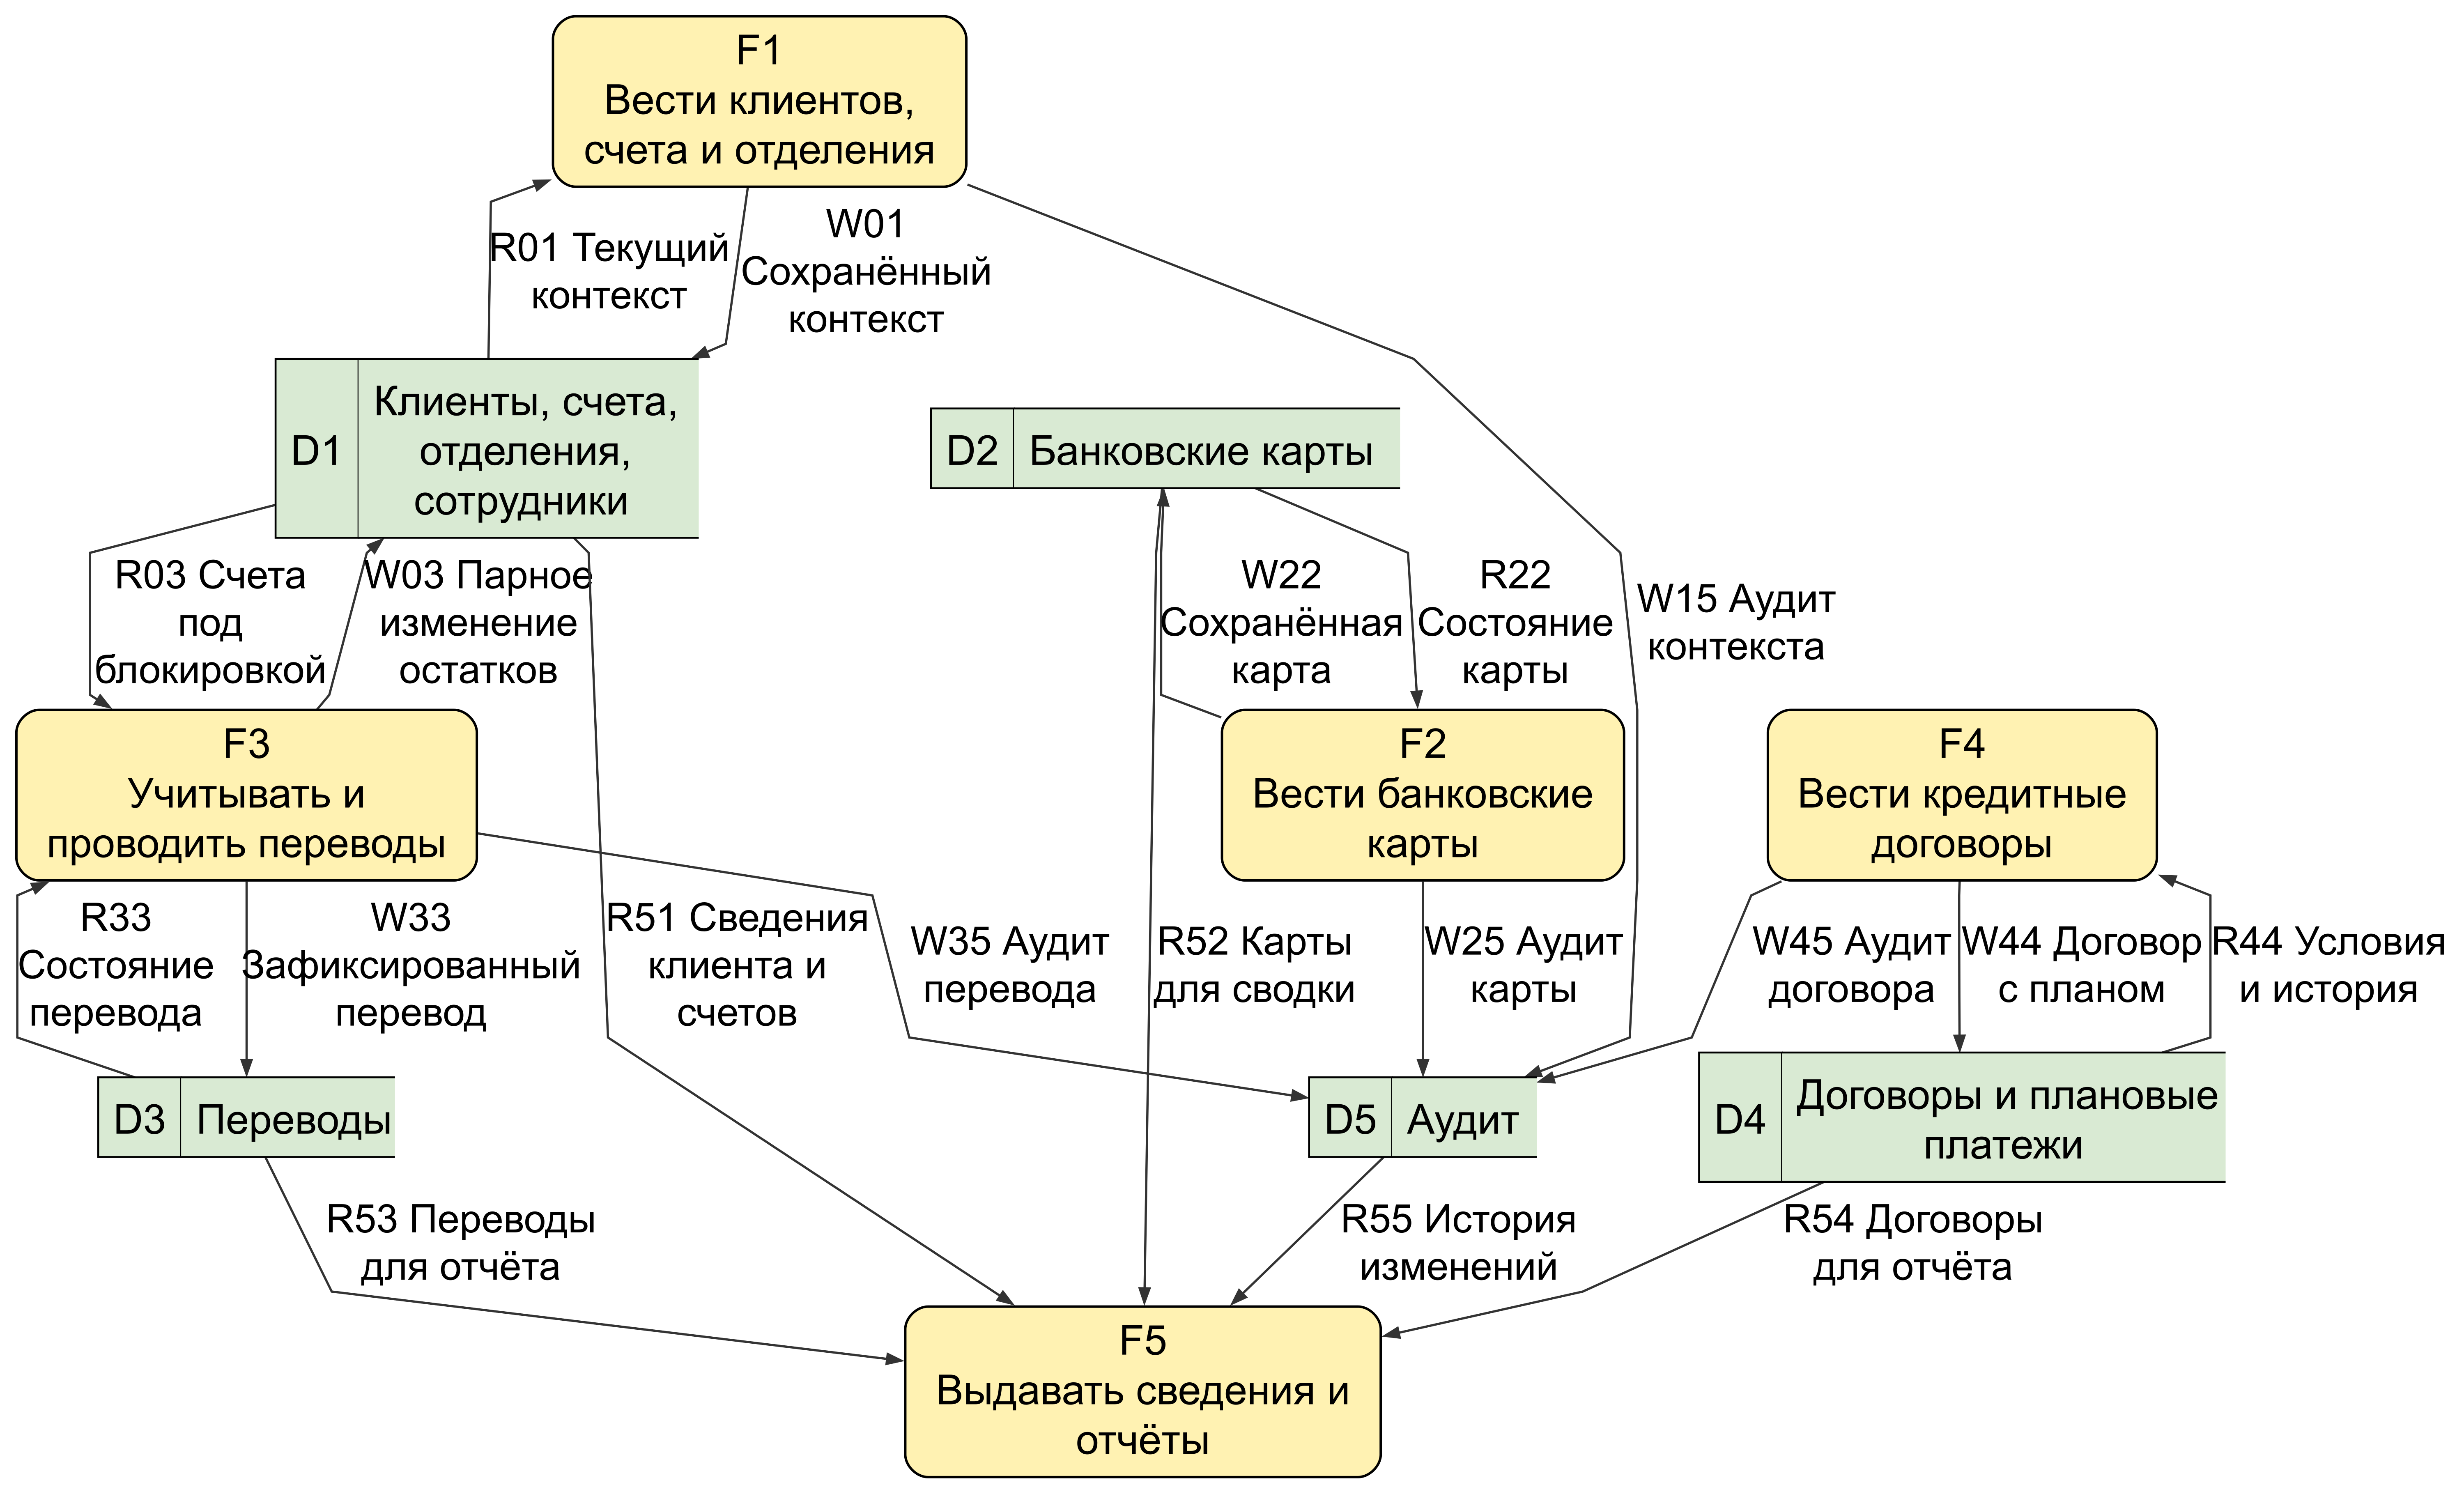 F1
Вести клиентов,
счета и отделения
R01 Текущий
контекст
W01
Сохранённый
контекст
D1
Клиенты, счета,
отделения,
сотрудники
D2
Банковские карты
R03 Счета
под
блокировкой
W03 Парное
изменение
остатков
W22
Сохранённая
карта
R22
Состояние
карты
W15 Аудит
контекста
F3
Учитывать и
проводить переводы
F2
Вести банковские
карты
F4
Вести кредитные
договоры
R33
Состояние
перевода
W33
Зафиксированный
перевод
R51 Сведения
клиента и
счетов
W35 Аудит
перевода
R52 Карты
для сводки
W25 Аудит
карты
W45 Аудит
договора
W44 Договор
с планом
R44 Условия
и история
D3
Переводы
D5
Аудит
D4
Договоры и плановые
платежи
R53 Переводы
для отчёта
R55 История
изменений
R54 Договоры
для отчёта
F5
Выдавать сведения и
отчёты